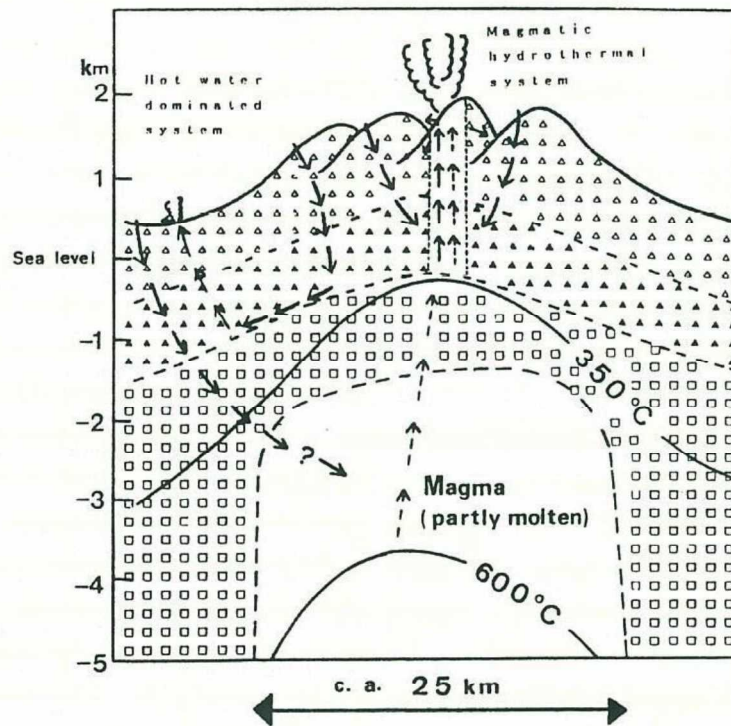 km
Hot water
dominated
system
Magmatic
hydrothermal
system
2
1
Sea level
-1
-2
-3
-4
-5
350°C
?
Magma
(partly molten)
600°C
c. a. 25 km